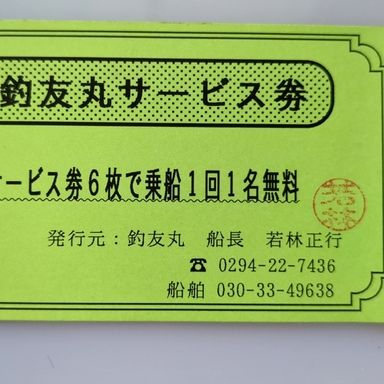 釣友丸サービス券
サービス券6枚で乗船1回1名無料
発行元：釣友丸　船長　若林正行
☎ 0294-22-7436
船舶 030-33-49638